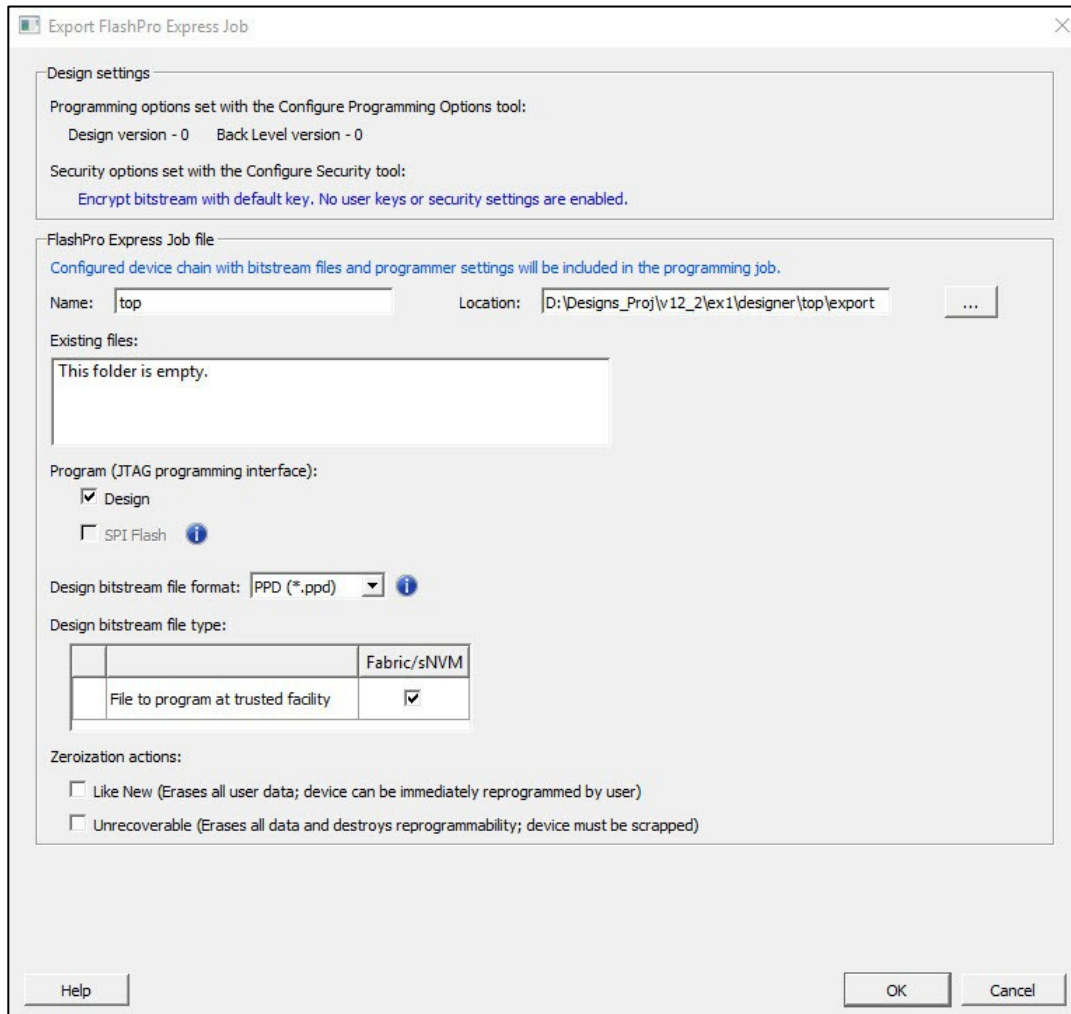 Export FlashPro Express Job
Design settings
Programming options set with the Configure Programming Options tool:
Design version - 0 Back Level version - 0
Security options set with the Configure Security tool:
Encrypt bitstream with default key. No user keys or security settings are enabled.
FlashPro Express Job file
Configured device chain with bitstream files and programmer settings will be included in the programming job.
Name: top Location: D:\Designs_Proj\v12_2\ex1\designer\top\export ...
Existing files:
This folder is empty.
Program (JTAG programming interface):
Design
SPI Flash
Design bitstream file format: PPD (*.ppd)
Design bitstream file type:
Fabric/sNVM
File to program at trusted facility
Zeroization actions:
Like New (Erases all user data; device can be immediately reprogrammed by user)
Unrecoverable (Erases all data and destroys reprogrammability; device must be scrapped)
Help OK Cancel